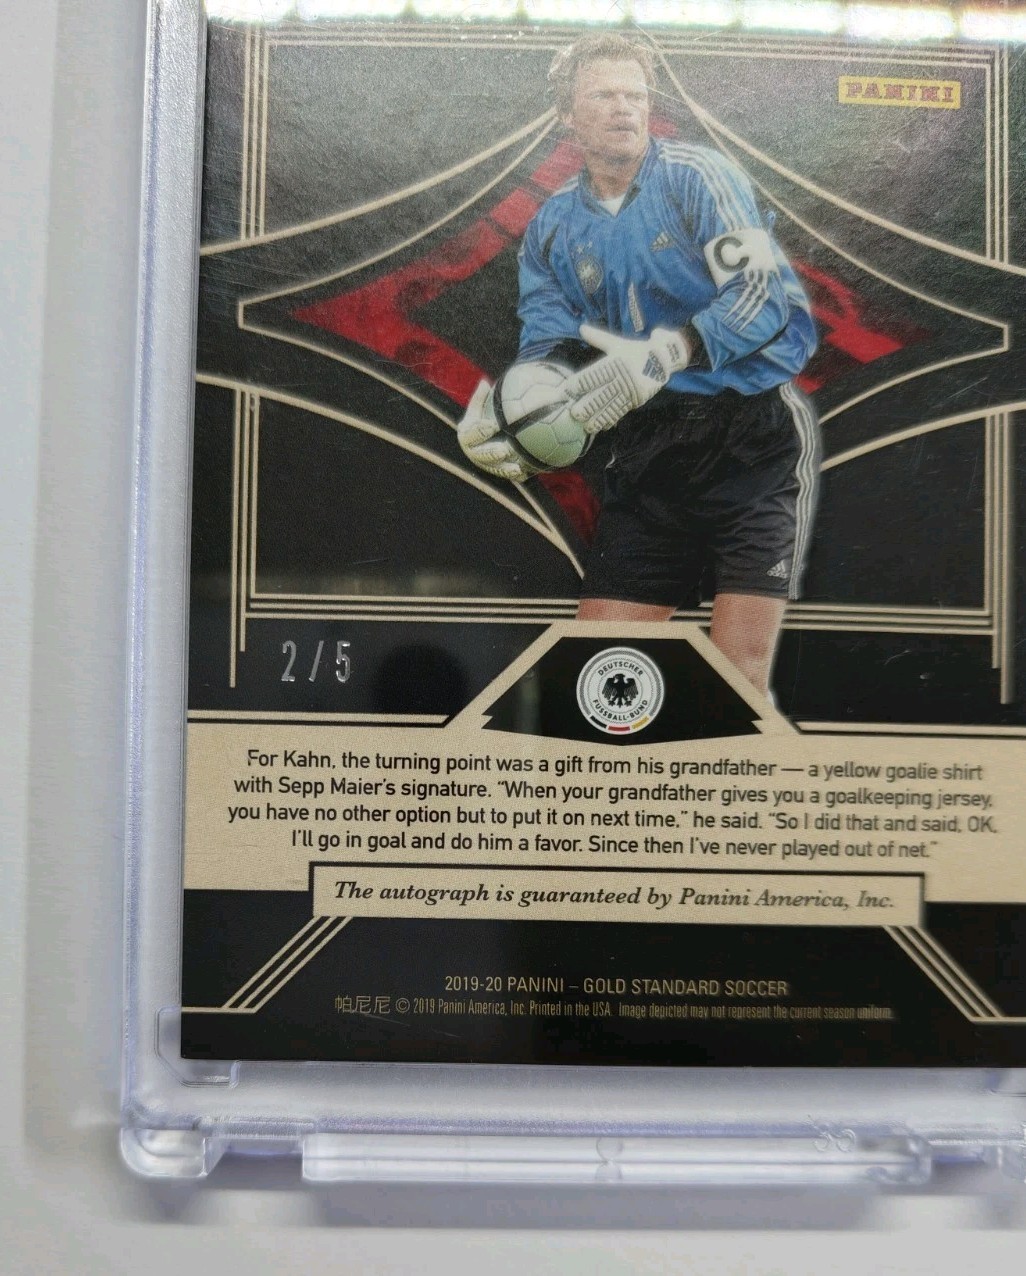 PANINI
C
2/5
DEUTSCHER
FUSSBALL-BUND
For Kahn, the turning point was a gift from his grandfather — a yellow goalie shirt
with Sepp Maier's signature. "When your grandfather gives you a goalkeeping jersey,
you have no other option but to put it on next time," he said. "So I did that and said, OK,
I'll go in goal and do him a favor. Since then I've never played out of net."
The autograph is guaranteed by Panini America, Inc.
2019-20 PANINI – GOLD STANDARD SOCCER
帕尼尼 © 2019 Panini America, Inc. Printed in the USA. Image depicted may not represent the current season uniform.